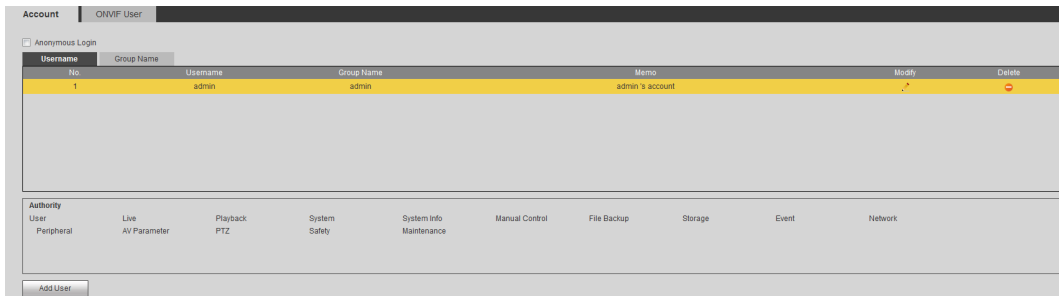 Account ONVIF User
Anonymous Login
Username Group Name
No. Username Group Name Memo Modify Delete
1 admin admin admin 's account
Authority
User Live Playback System System Info Manual Control File Backup Storage Event Network
Peripheral AV Parameter PTZ Safety Maintenance
Add User